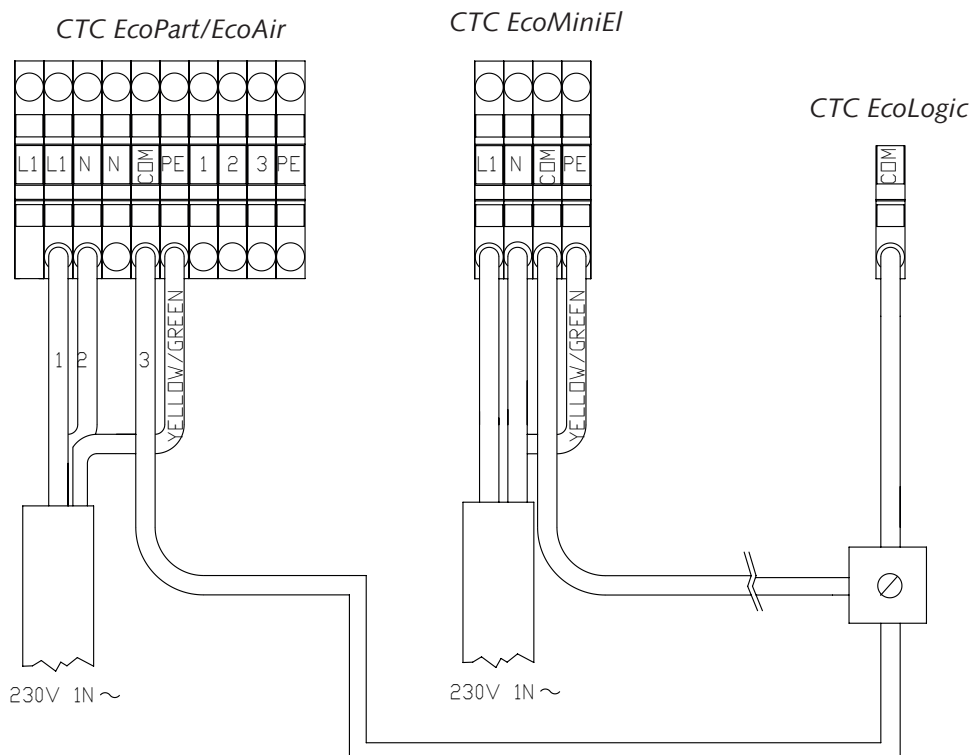 CTC EcoPart/EcoAir
CTC EcoMiniEl
CTC EcoLogic
L1 L1 N N COM PE 1 2 3 PE
L1 N COM PE
COM
1 2 3 YELLOW/GREEN
YELLOW/GREEN
230V 1N ~
230V 1N ~